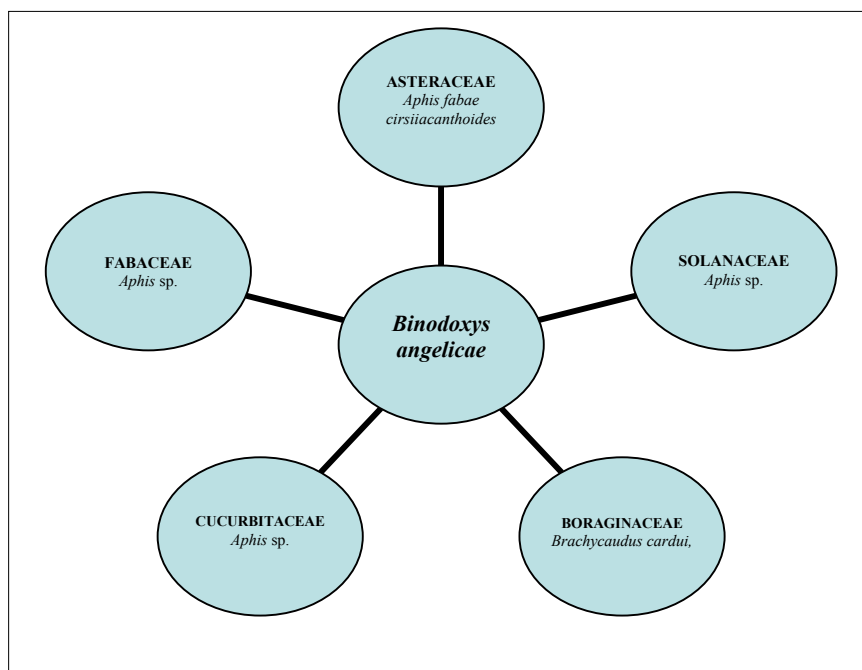 ASTERACEAE
Aphis fabae
cirsiiacanthoides
FABACEAE
Aphis sp.
SOLANACEAE
Aphis sp.
Binodoxys
angelicae
CUCURBITACEAE
Aphis sp.
BORAGINACEAE
Brachycaudus cardui,